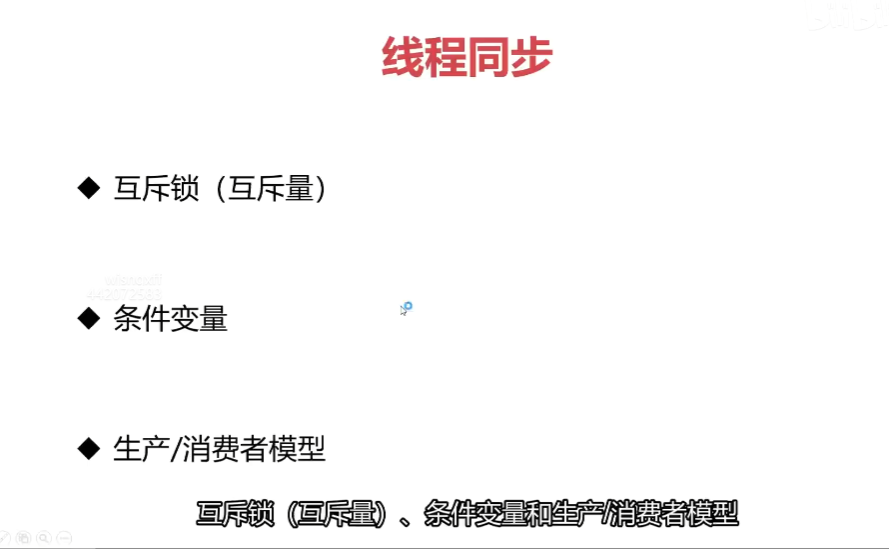 线程同步
◆ 互斥锁（互斥量）
◆ 条件变量
◆ 生产/消费者模型
互斥锁（互斥量）、条件变量和生产/消费者模型